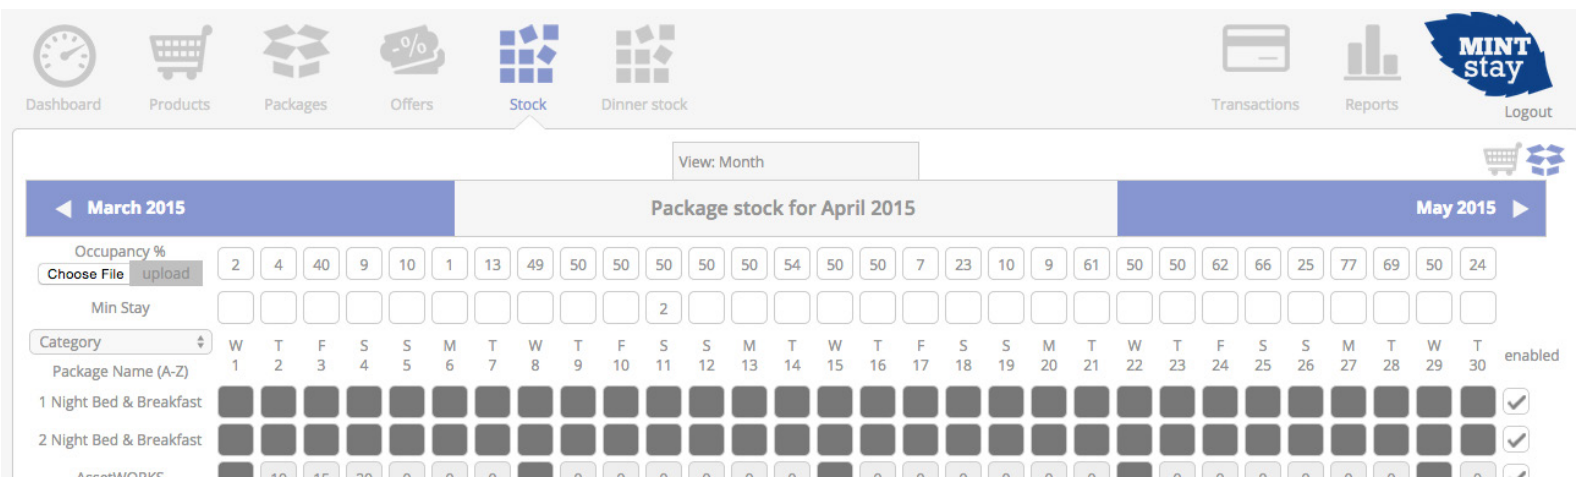 MINT
stay
-%
Dashboard Products Packages Offers Stock Dinner stock Transactions Reports Logout
View: Month
March 2015 Package stock for April 2015 May 2015
Occupancy %
Choose File upload 2 4 40 9 10 1 13 49 50 50 50 50 50 54 50 50 7 23 10 9 61 50 50 62 66 25 77 69 50 24
Min Stay 2
Category W T F S S M T W T F S S M T W T F S S M T W T F S S M T W T
1 2 3 4 5 6 7 8 9 10 11 12 13 14 15 16 17 18 19 20 21 22 23 24 25 26 27 28 29 30 enabled
Package Name (A-Z)
1 Night Bed & Breakfast
2 Night Bed & Breakfast
AssetWORKS